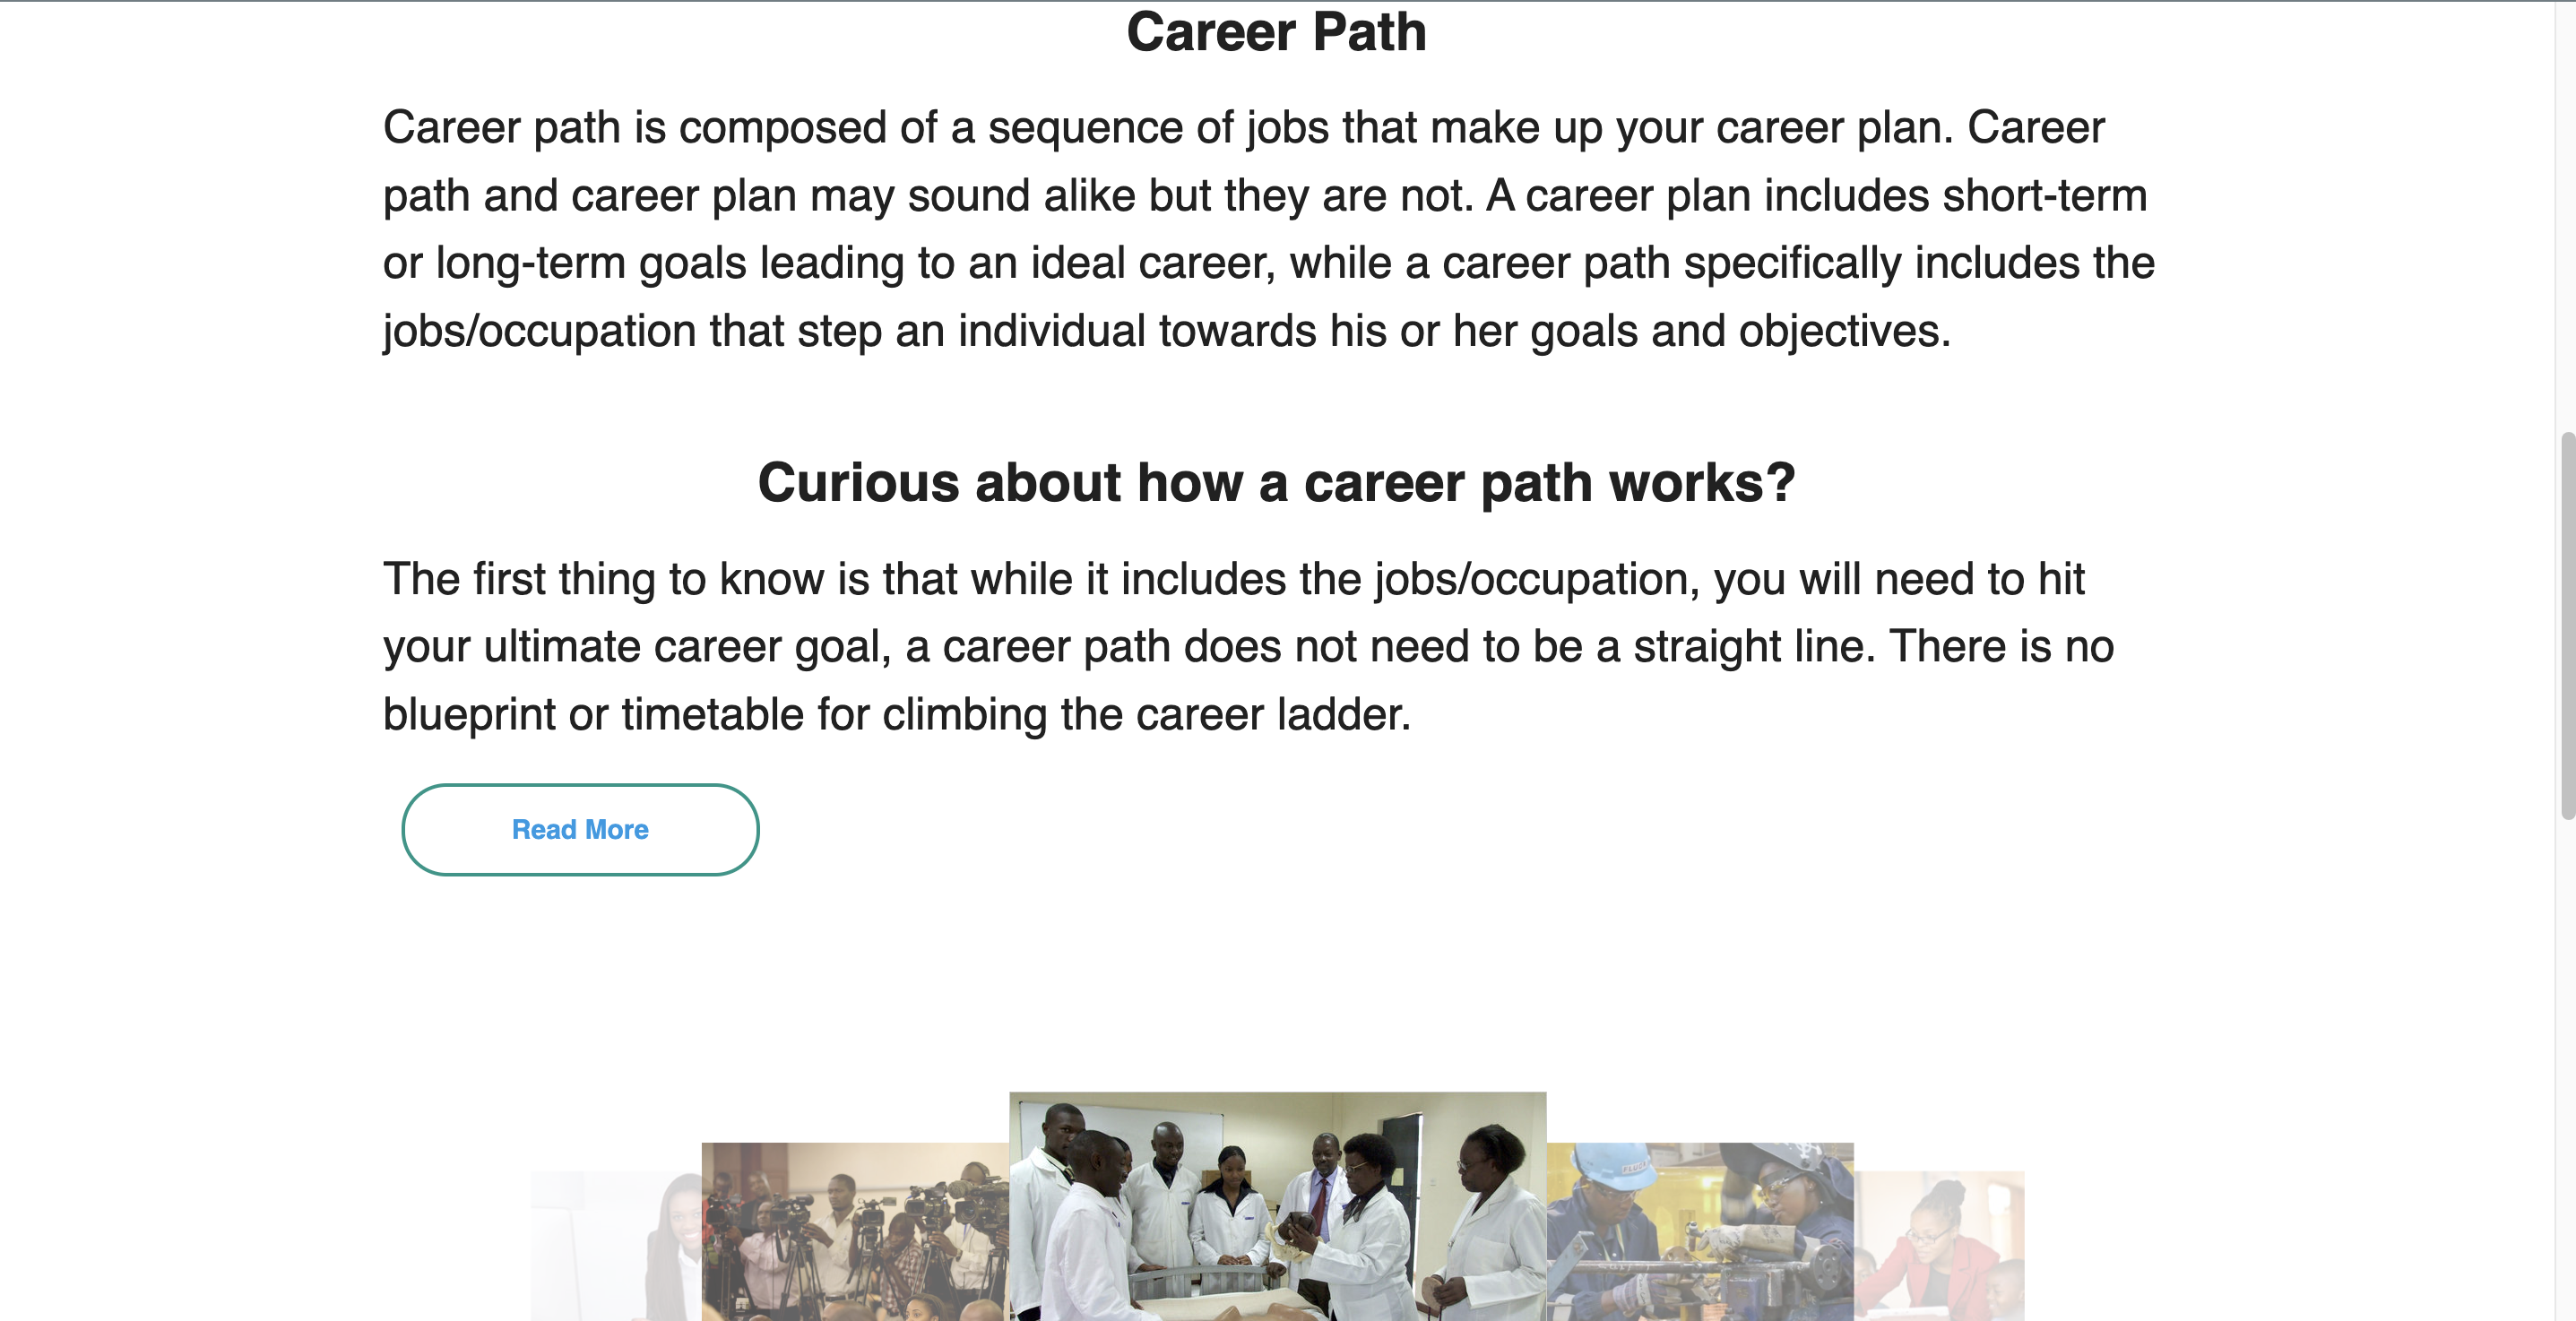 Career Path
Career path is composed of a sequence of jobs that make up your career plan. Career
path and career plan may sound alike but they are not. A career plan includes short-term
or long-term goals leading to an ideal career, while a career path specifically includes the
jobs/occupation that step an individual towards his or her goals and objectives.
Curious about how a career path works?
The first thing to know is that while it includes the jobs/occupation, you will need to hit
your ultimate career goal, a career path does not need to be a straight line. There is no
blueprint or timetable for climbing the career ladder.
Read More